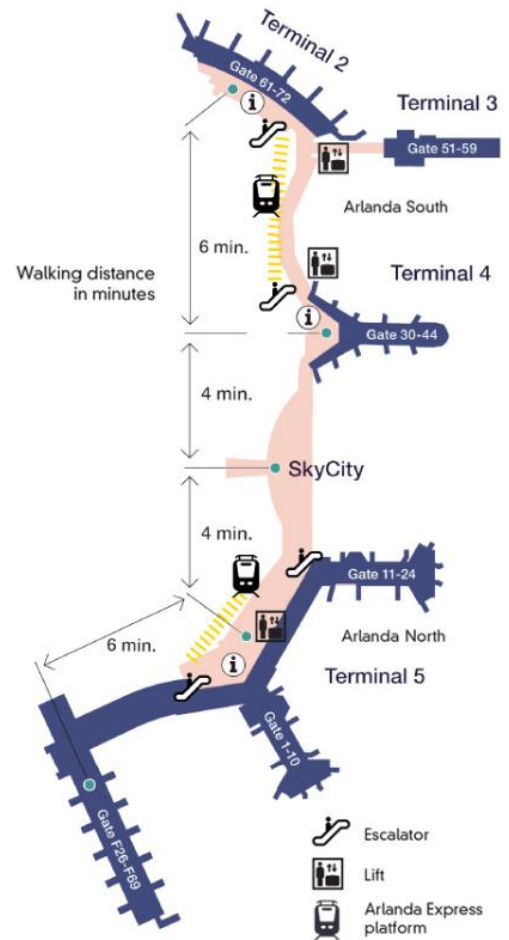 Terminal 2
Gate 61-72
Terminal 3
Gate 51-59
Arlanda South
6 min.
Walking distance
in minutes
Terminal 4
Gate 30-44
4 min.
SkyCity
4 min.
Gate 11-24
6 min.
Arlanda North
Terminal 5
Gate 1-10
Gate F26-F69
Escalator
Lift
Arlanda Express
platform